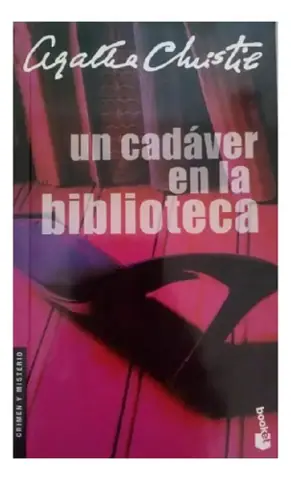 Agatha Christie
un cadáver
en la
biblioteca
CRIMEN Y MISTERIO
booket